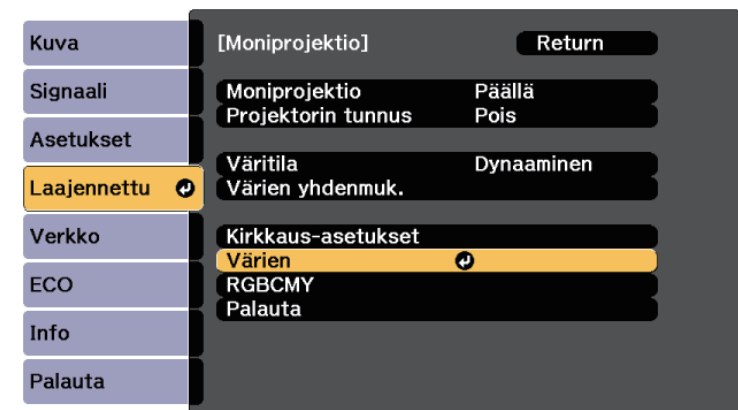 Kuva
Signaali
Asetukset
Laajennettu
Verkko
ECO
Info
Palauta
[Moniprojektio] Return
Moniprojektio Päällä
Projektorin tunnus Pois
Väritila Dynaaminen
Värien yhdenmuk.
Kirkkaus-asetukset
Värien
RGBCMY
Palauta